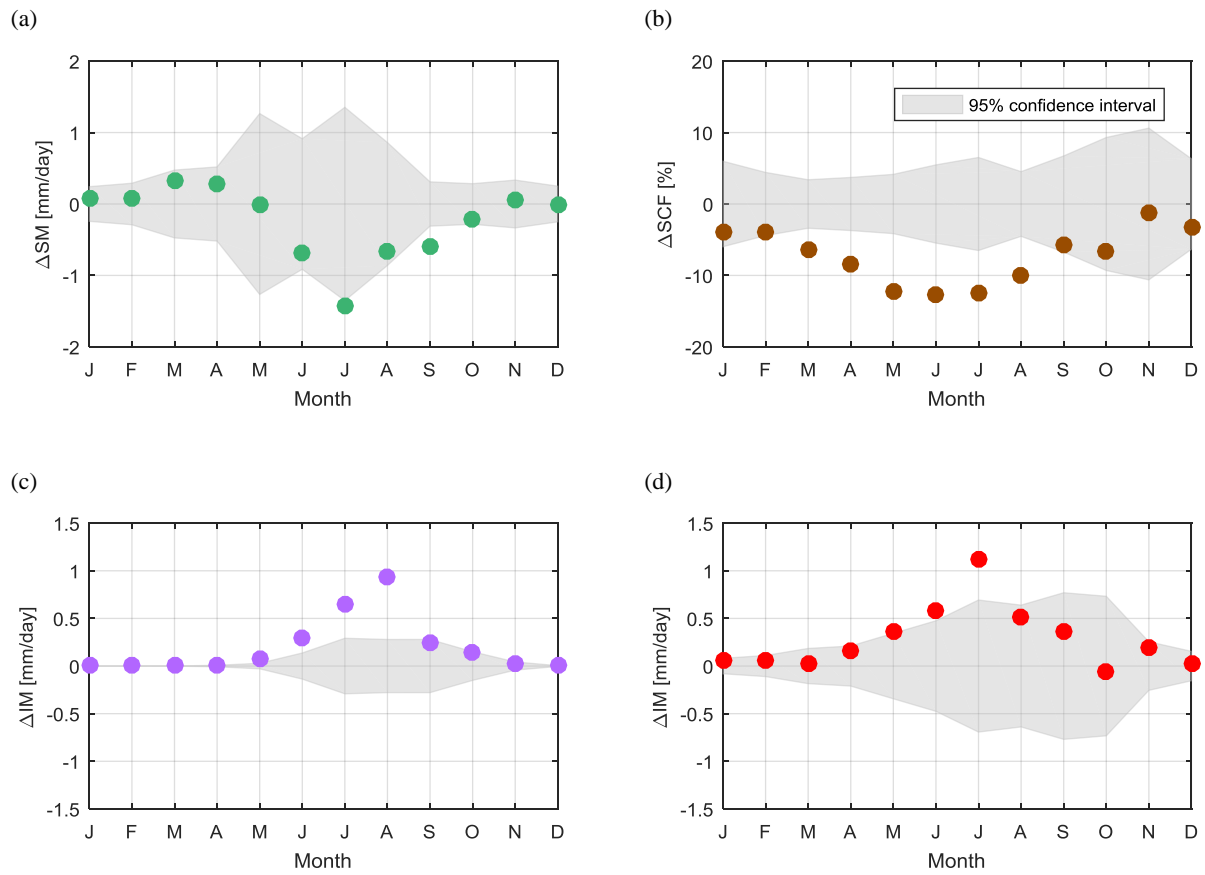 (a)
2
1
0
-1
-2
ΔSM [mm/day]
J F M A M J J A S O N D
Month
(b)
20
10
0
-10
-20
ΔSCF [%]
95% confidence interval
J F M A M J J A S O N D
Month
(c)
1.5
1
0.5
0
-0.5
-1
-1.5
ΔIM [mm/day]
J F M A M J J A S O N D
Month
(d)
1.5
1
0.5
0
-0.5
-1
-1.5
ΔIM [mm/day]
J F M A M J J A S O N D
Month